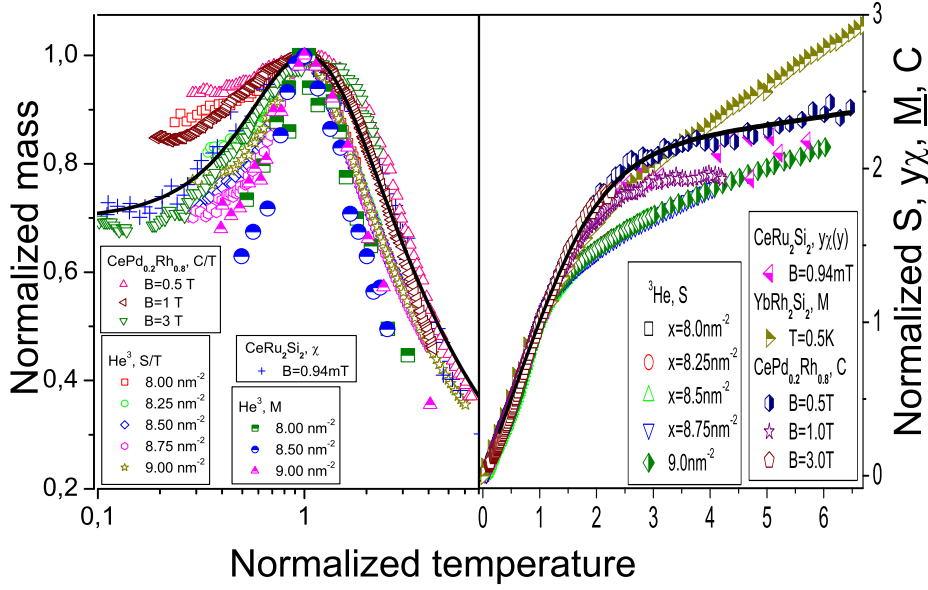 Normalized mass
1,0
0,8
0,6
0,4
0,2
0,1
1
CePd0.2Rh0.8, C/T
B=0.5 T
B=1 T
B=3 T
He3, S/T
8.00 nm-2
8.25 nm-2
8.50 nm-2
8.75 nm-2
9.00 nm-2
CeRu2Si2, χ
B=0.94mT
He3, M
8.00 nm-2
8.50 nm-2
9.00 nm-2
3He, S
x=8.0nm-2
x=8.25nm-2
x=8.5nm-2
x=8.75nm-2
9.0nm-2
CeRu2Si2, yχ(y)
B=0.94mT
YbRh2Si2, M
T=0.5K
CePd0.2Rh0.8, C
B=0.5T
B=1.0T
B=3.0T
0 1 2 3 4 5 6
3
2
1
0
Normalized S, yχ, M, C
Normalized temperature